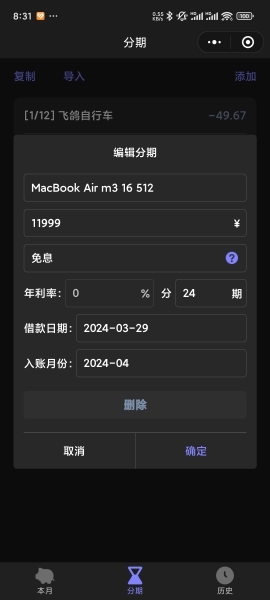 8:31
0.55 KB/s
100
分期
复制 导入 添加
[1/12] 飞鸽自行车 -49.67
编辑分期
MacBook Air m3 16 512
11999 ¥
免息 ?
年利率: 0 % 分 24 期
借款日期: 2024-03-29
入账月份: 2024-04
删除
取消 确定
本月 分期 历史